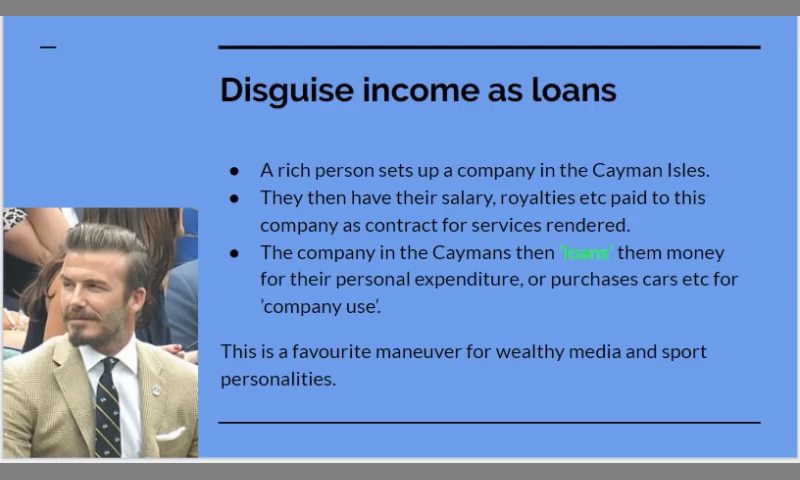 Disguise income as loans
● A rich person sets up a company in the Cayman Isles.
● They then have their salary, royalties etc paid to this
company as contract for services rendered.
● The company in the Caymans then 'loans' them money
for their personal expenditure, or purchases cars etc for
'company use'.
This is a favourite maneuver for wealthy media and sport
personalities.